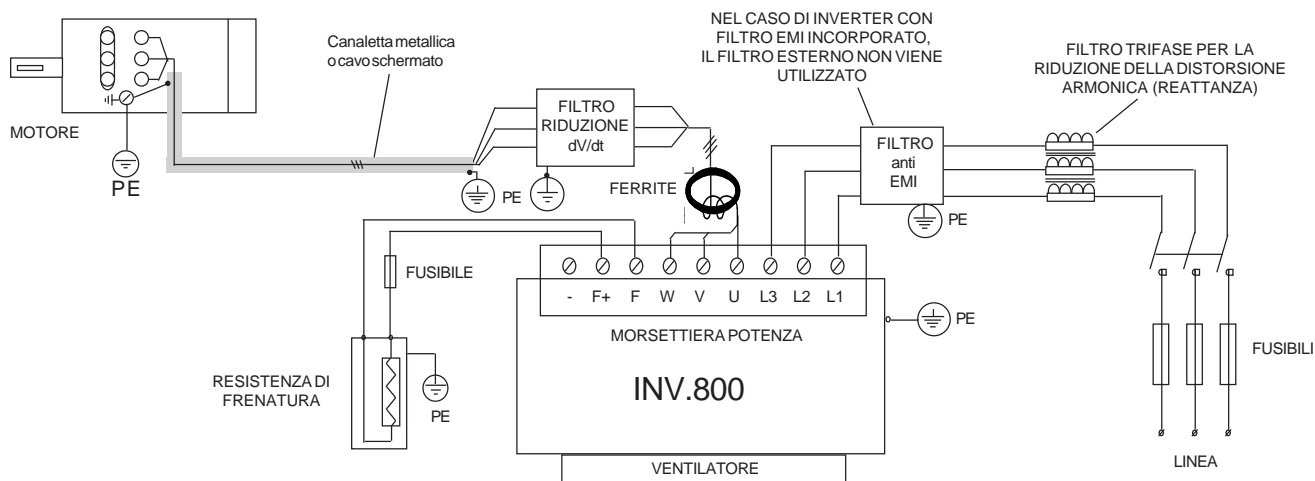 NEL CASO DI INVERTER CON
FILTRO EMI INCORPORATO,
IL FILTRO ESTERNO NON VIENE
UTILIZZATO
FILTRO TRIFASE PER LA
RIDUZIONE DELLA DISTORSIONE
ARMONICA (REATTANZA)
Canaletta metallica
o cavo schermato
MOTORE
PE
FILTRO
RIDUZIONE
dV/dt
PE
FERRITE
FILTRO
anti
EMI
PE
FUSIBILE
- F+ F W V U L3 L2 L1
MORSETTIERA POTENZA
PE
FUSIBILI
RESISTENZA DI
FRENATURA
PE
INV.800
VENTILATORE
LINEA